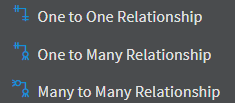 One to One Relationship
One to Many Relationship
Many to Many Relationship